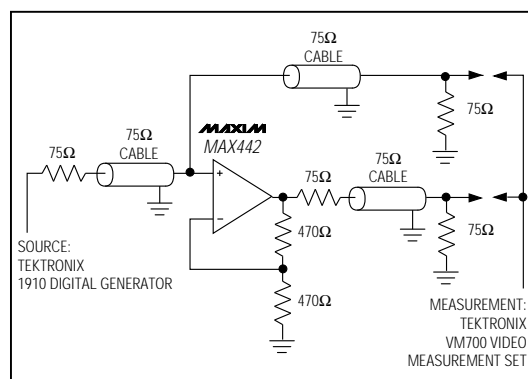 75Ω
CABLE
75Ω
MAXIM
MAX442
75Ω
75Ω
CABLE
75Ω
75Ω
CABLE
+
−
470Ω
75Ω
470Ω
SOURCE:
TEKTRONIX
1910 DIGITAL GENERATOR
MEASUREMENT:
TEKTRONIX
VM700 VIDEO
MEASUREMENT SET